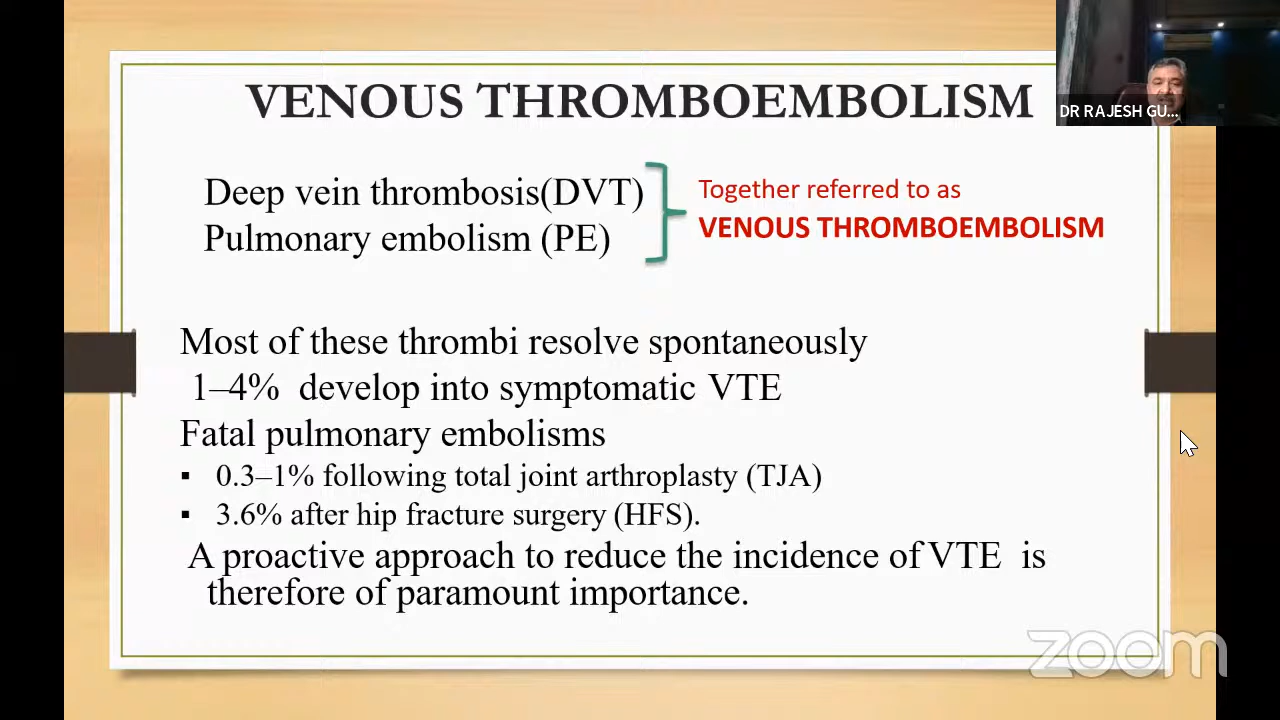 VENOUS THROMBOEMBOLISM
DR RAJESH GU...
Deep vein thrombosis(DVT)
Pulmonary embolism (PE)
Together referred to as
VENOUS THROMBOEMBOLISM
Most of these thrombi resolve spontaneously
1–4% develop into symptomatic VTE
Fatal pulmonary embolisms
▪ 0.3–1% following total joint arthroplasty (TJA)
▪ 3.6% after hip fracture surgery (HFS).
A proactive approach to reduce the incidence of VTE is
therefore of paramount importance.
zoom